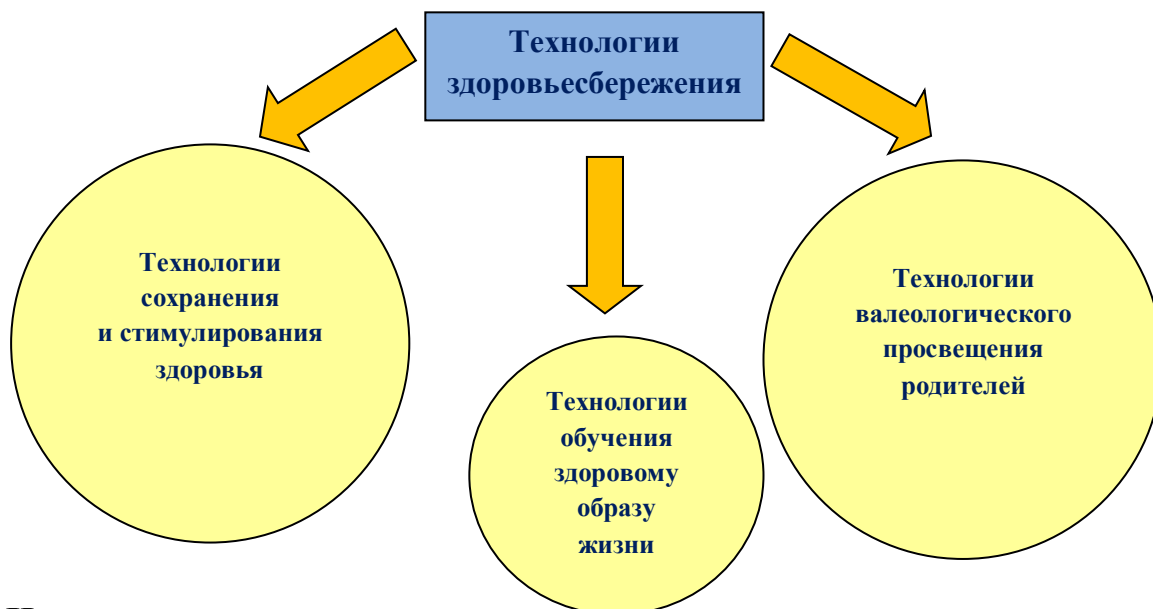 Технологии
здоровьесбережения
Технологии
сохранения
и стимулирования
здоровья
Технологии
обучения
здоровому
образу
жизни
Технологии
валеологического
просвещения
родителей